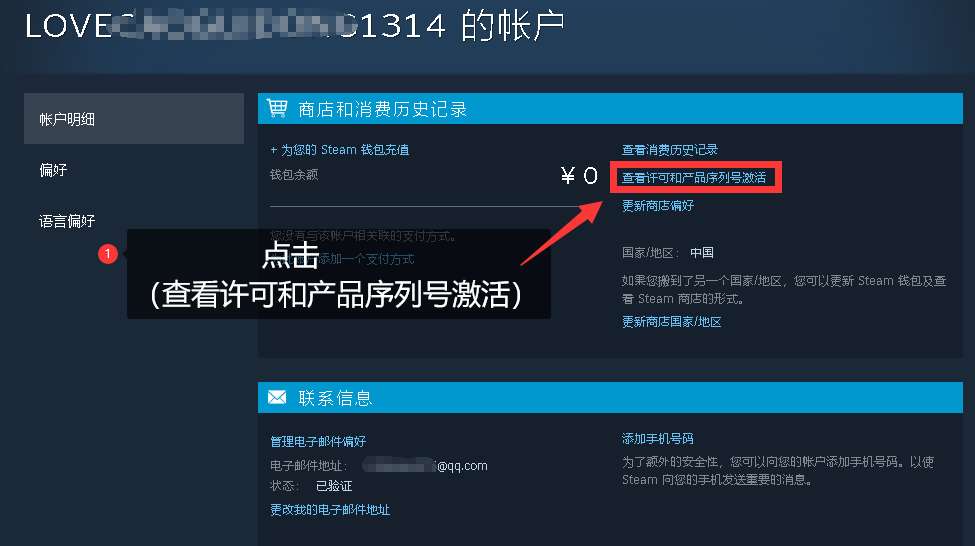 LOVE 1314 的帐户
帐户明细
偏好
语言偏好
商店和消费历史记录
+ 为您的 Steam 钱包充值
钱包余额
¥ 0
您没有与该帐户相关联的支付方式。
添加一个支付方式
查看消费历史记录
查看许可和产品序列号激活
更新商店偏好
国家/地区: 中国
如果您搬到了另一个国家/地区,您可以更新 Steam 钱包及查
看 Steam 商店的形式。
更新商店国家/地区
1
点击
(查看许可和产品序列号激活)
联系信息
管理电子邮件偏好
电子邮件地址: @qq.com
状态: 已验证
更改我的电子邮件地址
添加手机号码
为了额外的安全性,您可以向您的帐户添加手机号码。以使
Steam 向您的手机发送重要的消息。